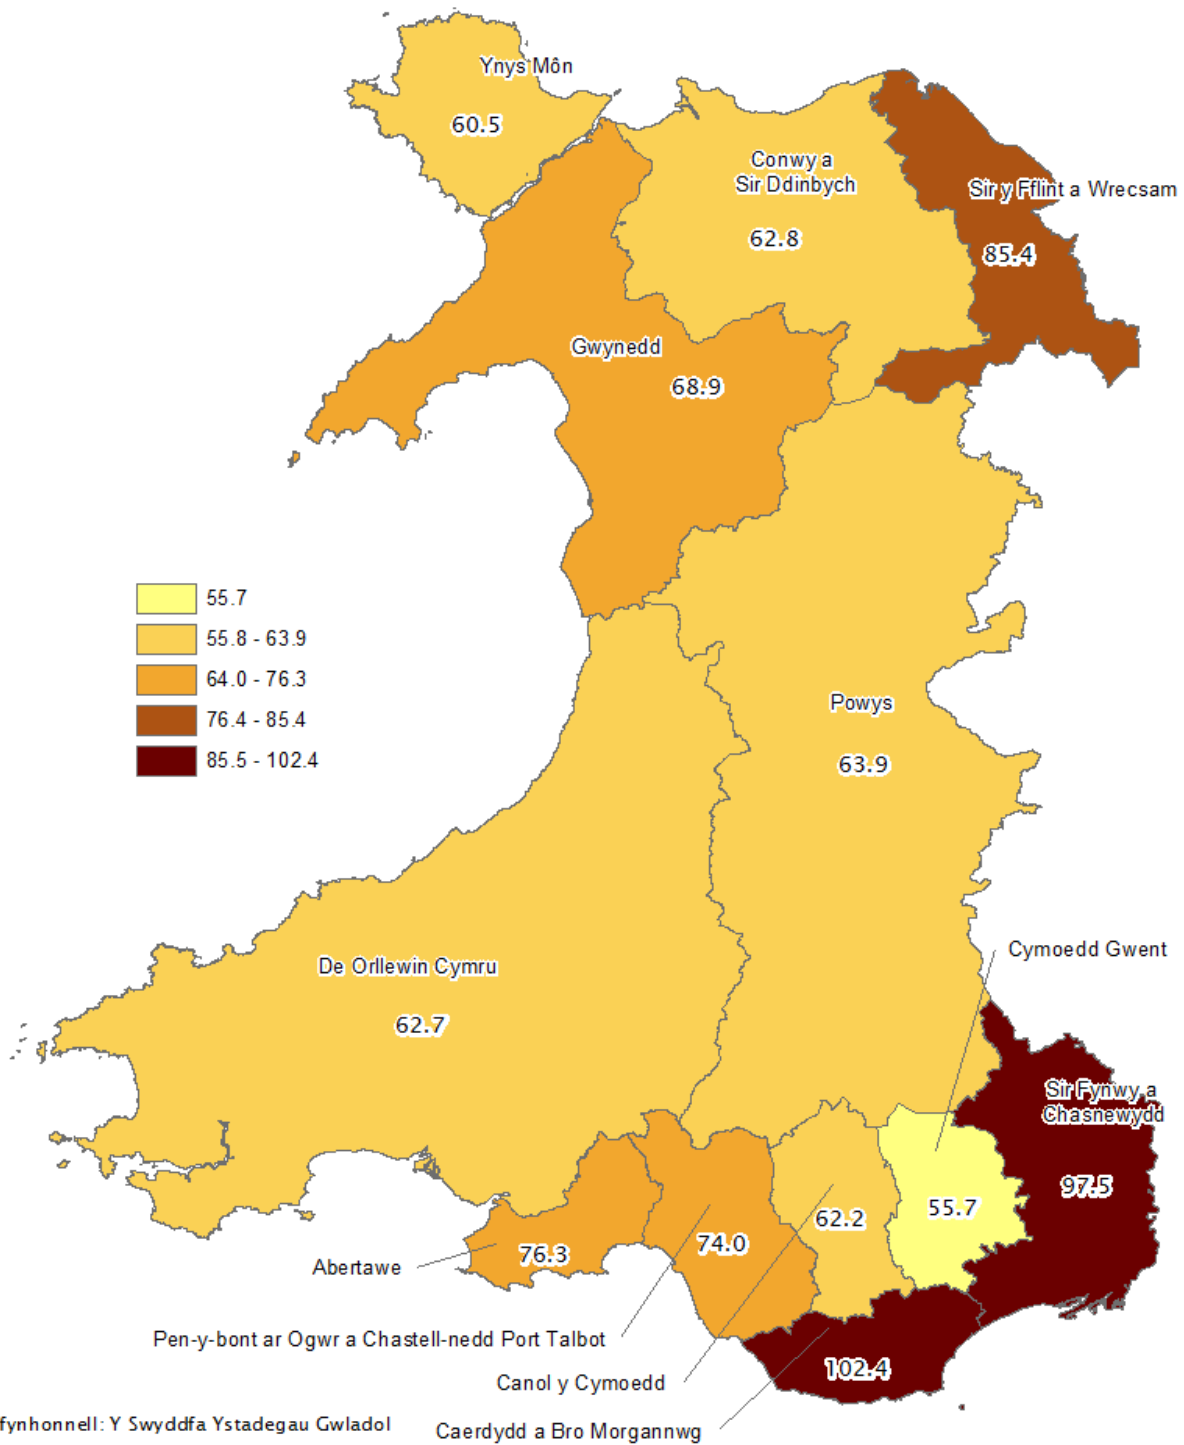 Ynys Môn
60.5
Conwy a
Sir Ddinbych
62.8
Sir y Fflint a Wrecsam
85.4
Gwynedd
68.9
55.7
55.8 - 63.9
64.0 - 76.3
76.4 - 85.4
85.5 - 102.4
Powys
63.9
De Orllewin Cymru
62.7
Cymoedd Gwent
Sir Fynwy a
Chasnewydd
97.5
55.7
62.2
74.0
76.3
Abertawe
Pen-y-bont ar Ogwr a Chastell-nedd Port Talbot
102.4
Canol y Cymoedd
Caerdydd a Bro Morgannwg
fynhonnell: Y Swyddfa Ystadegau Gwladol